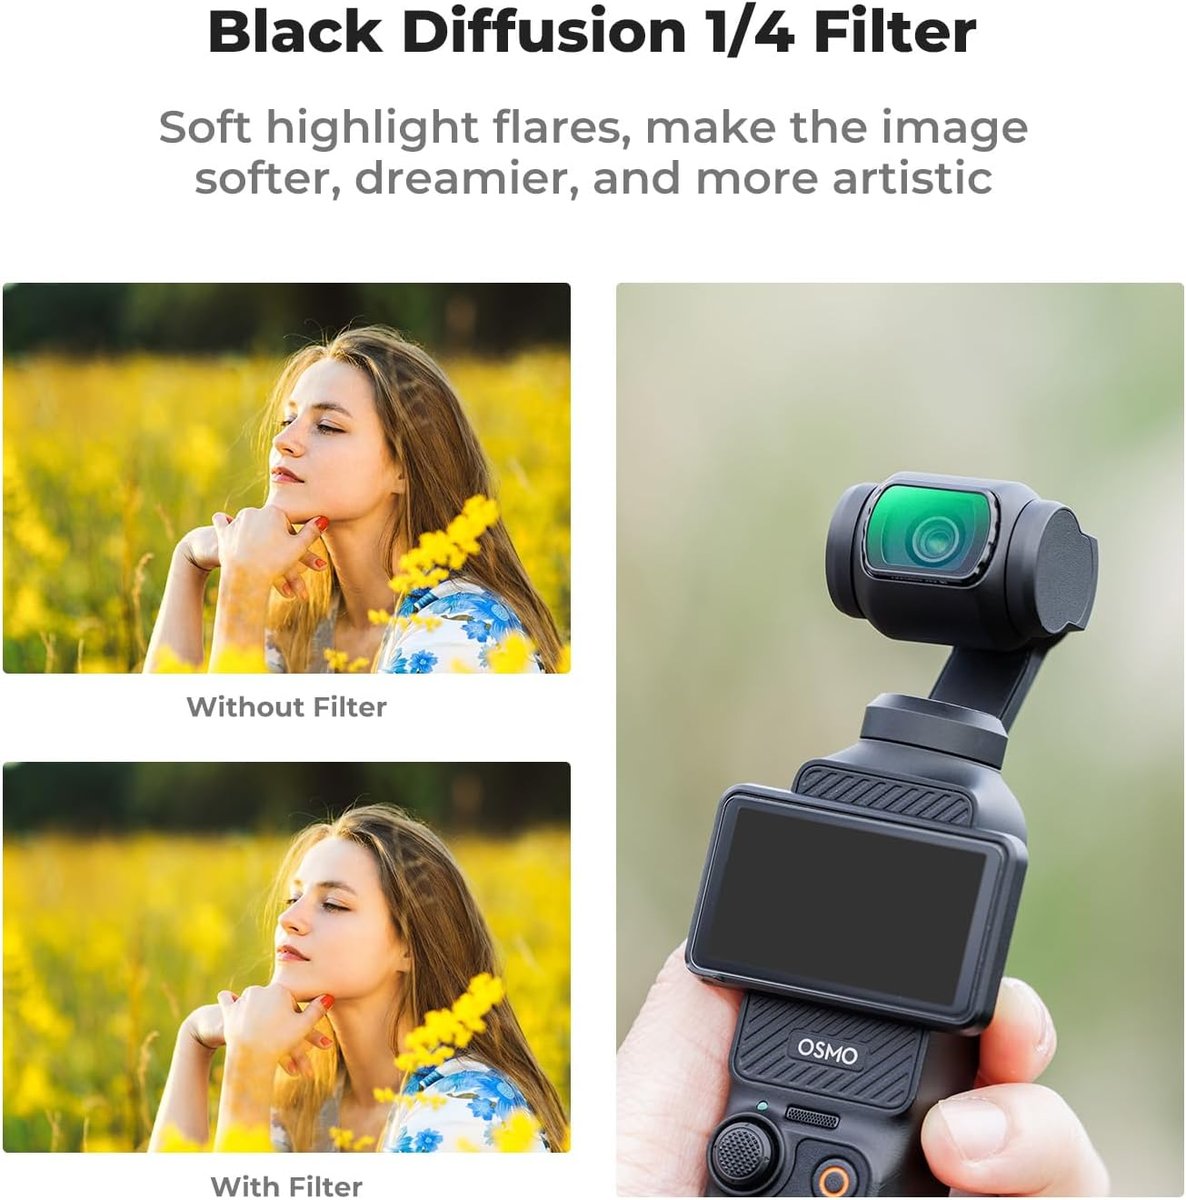 Black Diffusion 1/4 Filter
Soft highlight flares, make the image
softer, dreamier, and more artistic
Without Filter
With Filter
OSMO